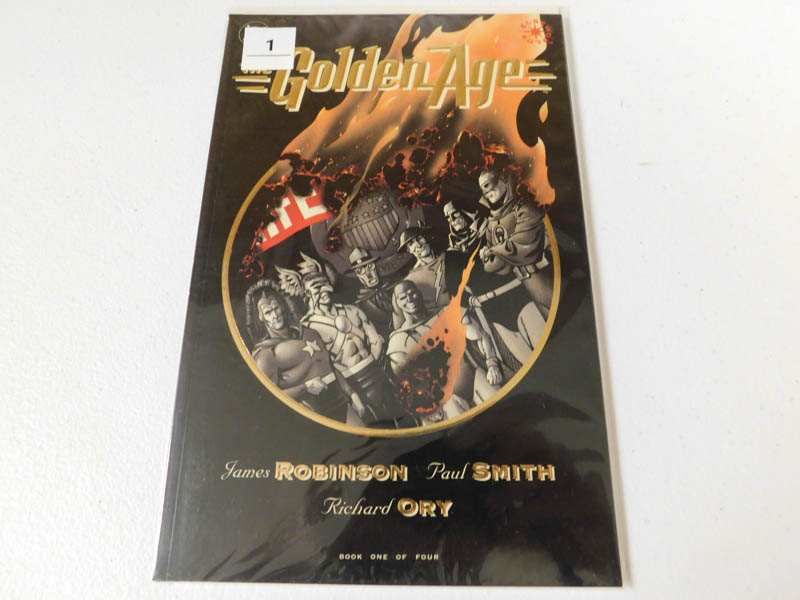 1
The Golden Age
James ROBINSON Paul SMITH
Richard ORY
BOOK ONE OF FOUR